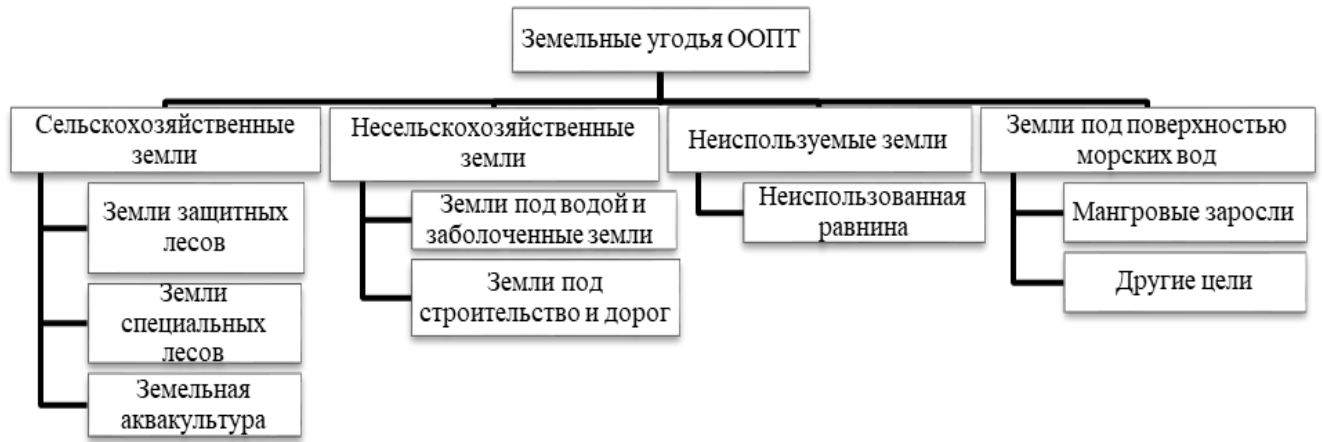 Земельные угодья ООПТ
Сельскохозяйственные
земли
Земли защитных
лесов
Земли
специальных
лесов
Земельная
аквакультура
Несельскохозяйственные
земли
Земли под водой и
заболоченные земли
Земли под
строительство и дорог
Неиспользуемые земли
Неиспользованная
равнина
Земли под поверхностью
морских вод
Мангровые заросли
Другие цели